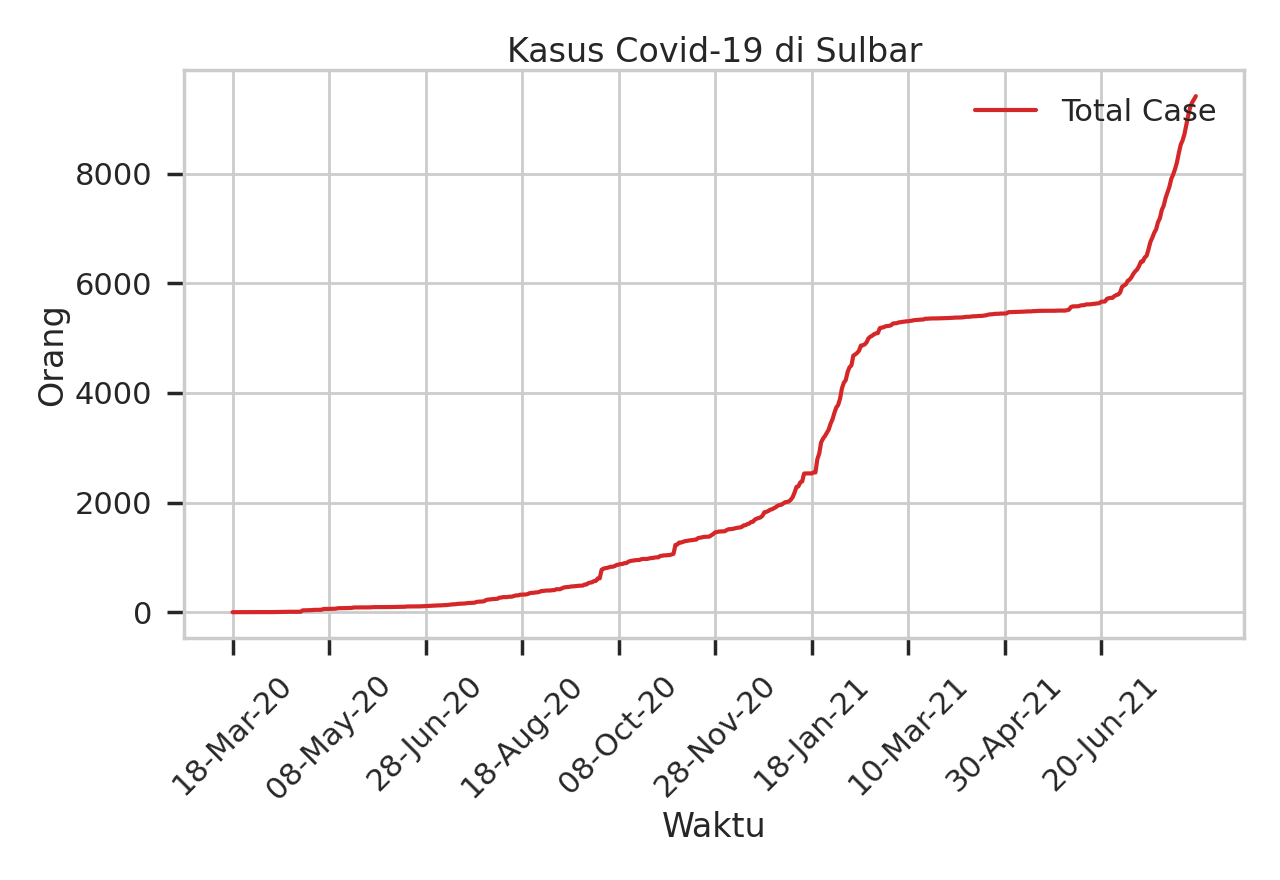 Kasus Covid-19 di Sulbar
Total Case
Orang
8000
6000
4000
2000
0
18-Mar-20
08-May-20
28-Jun-20
18-Aug-20
08-Oct-20
28-Nov-20
18-Jan-21
10-Mar-21
30-Apr-21
20-Jun-21
Waktu